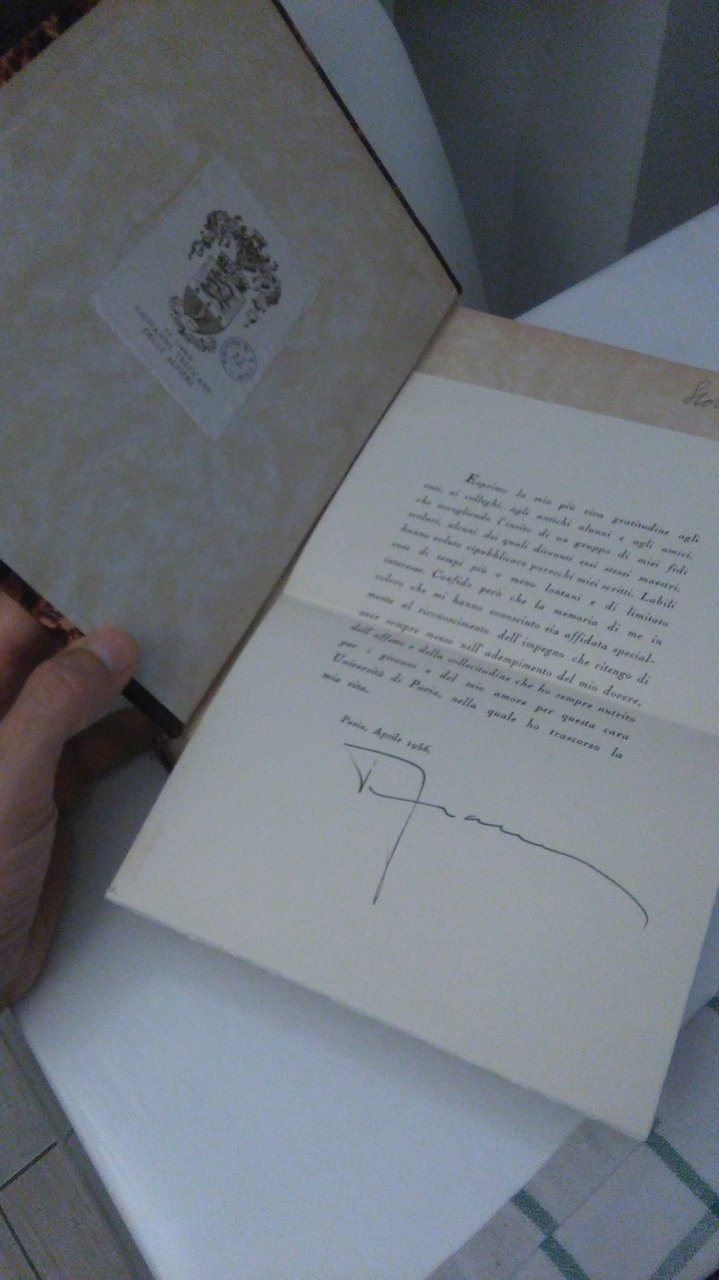 EX LIBRIS
Sto
Esprimo la mia più viva gratitudine agli
enti, ai colleghi, agli antichi alunni e agli amici,
che accogliendo l'invito di un gruppo di miei fidi
scolari, alcuni dei quali divenuti essi stessi maestri,
hanno voluto ripubblicare parecchi miei scritti. Labili
cose di tempi più o meno lontani e di limitato
interesse. Confido però che la memoria di me in
coloro che mi hanno conosciuto sia affidata special-
mente al riconoscimento dell'impegno che ritengo di
aver sempre messo nell'adempimento del mio dovere,
dell'affetto e della sollecitudine che ho sempre nutrito
per i giovani e del mio amore per questa cara
Università di Pavia, nella quale ho trascorso la
mia vita.
Pavia, Aprile 1956.